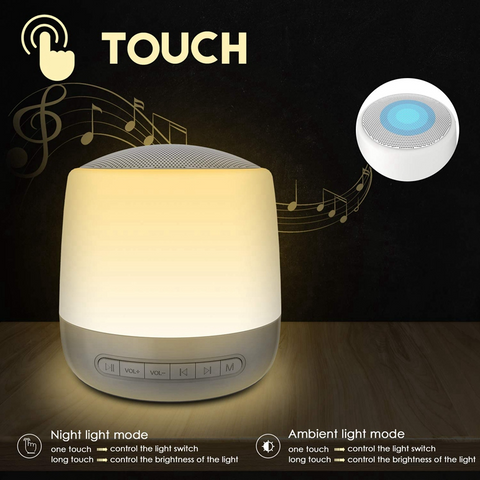 TOUCH
VOL+ VOL- M
Night light mode
one touch control the light switch
long touch control the brightness of the light
Ambient light mode
one touch control the light switch
long touch control the brightness of the light